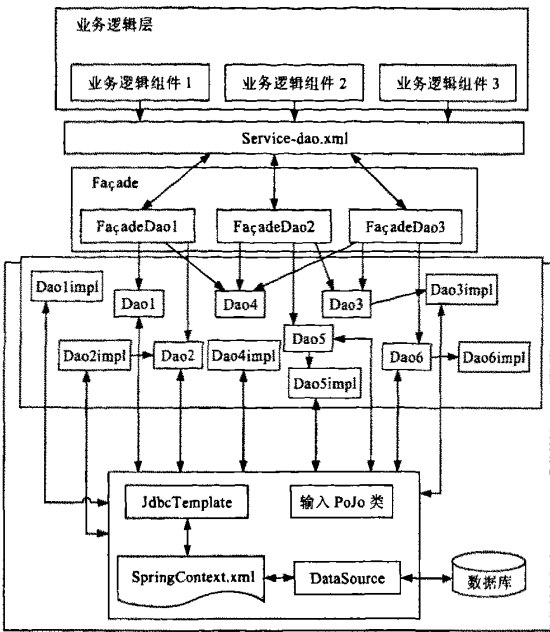 业务逻辑层
业务逻辑组件 1
业务逻辑组件 2
业务逻辑组件 3
Service-dao.xml
Façade
FaçadeDao1
FaçadeDao2
FaçadeDao3
Dao1impl
Dao1
Dao4
Dao3
Dao3impl
Dao2impl
Dao2
Dao4impl
Dao5
Dao6
Dao6impl
Dao5impl
JdbcTemplate
输入 PoJo 类
SpringContext.xml
DataSource
数据库